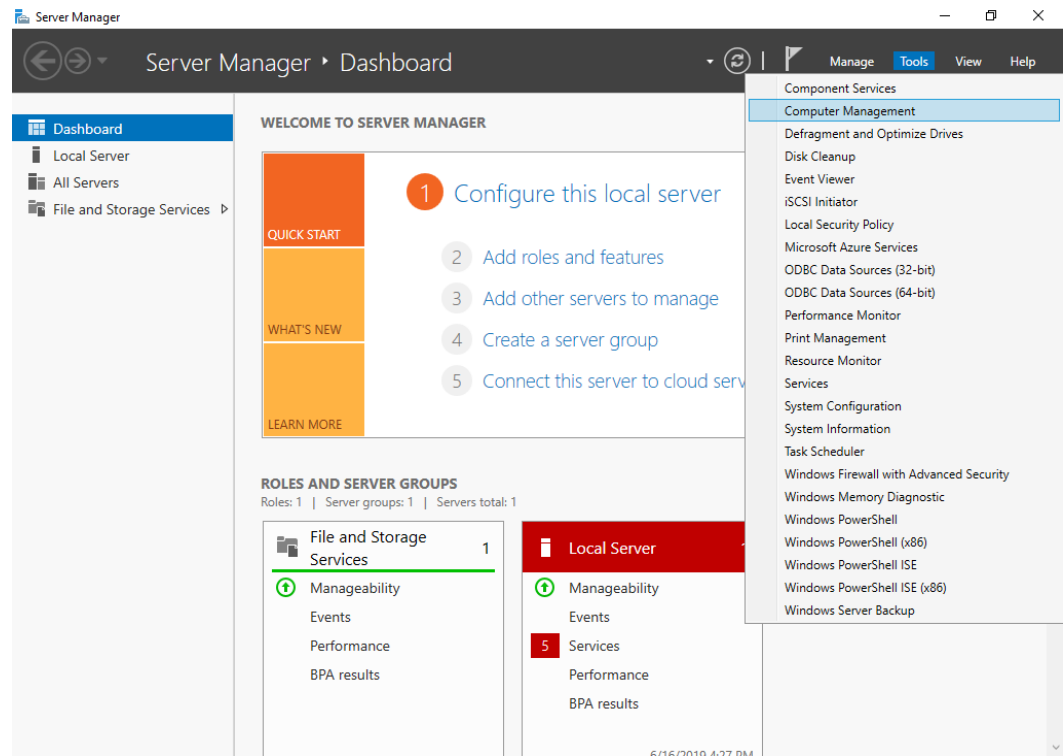 Server Manager
Server Manager ‣ Dashboard
Manage Tools View Help
Dashboard
Local Server
All Servers
File and Storage Services
WELCOME TO SERVER MANAGER
QUICK START
WHAT'S NEW
LEARN MORE
1 Configure this local server
2 Add roles and features
3 Add other servers to manage
4 Create a server group
5 Connect this server to cloud serv
ROLES AND SERVER GROUPS
Roles: 1 | Server groups: 1 | Servers total: 1
File and Storage
Services
1
Manageability
Events
Performance
BPA results
Local Server
Manageability
Events
5 Services
Performance
BPA results
6/16/2019 4:27 PM
Component Services
Computer Management
Defragment and Optimize Drives
Disk Cleanup
Event Viewer
iSCSI Initiator
Local Security Policy
Microsoft Azure Services
ODBC Data Sources (32-bit)
ODBC Data Sources (64-bit)
Performance Monitor
Print Management
Resource Monitor
Services
System Configuration
System Information
Task Scheduler
Windows Firewall with Advanced Security
Windows Memory Diagnostic
Windows PowerShell
Windows PowerShell (x86)
Windows PowerShell ISE
Windows PowerShell ISE (x86)
Windows Server Backup